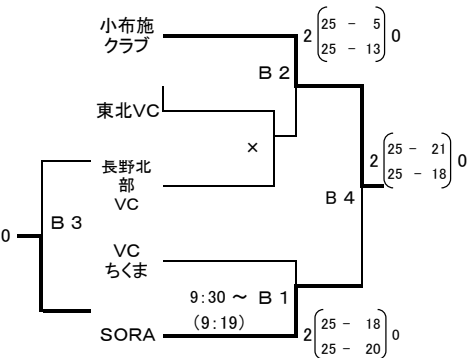 小布施
クラブ
2 25 - 5 0
25 - 13
B 2
東北VC
×
長野北
部
VC
2 25 - 21 0
25 - 18
B 4
B 3
0
VC
ちくま
9:30 ～ B 1
(9:19)
SORA
2 25 - 18 0
25 - 20